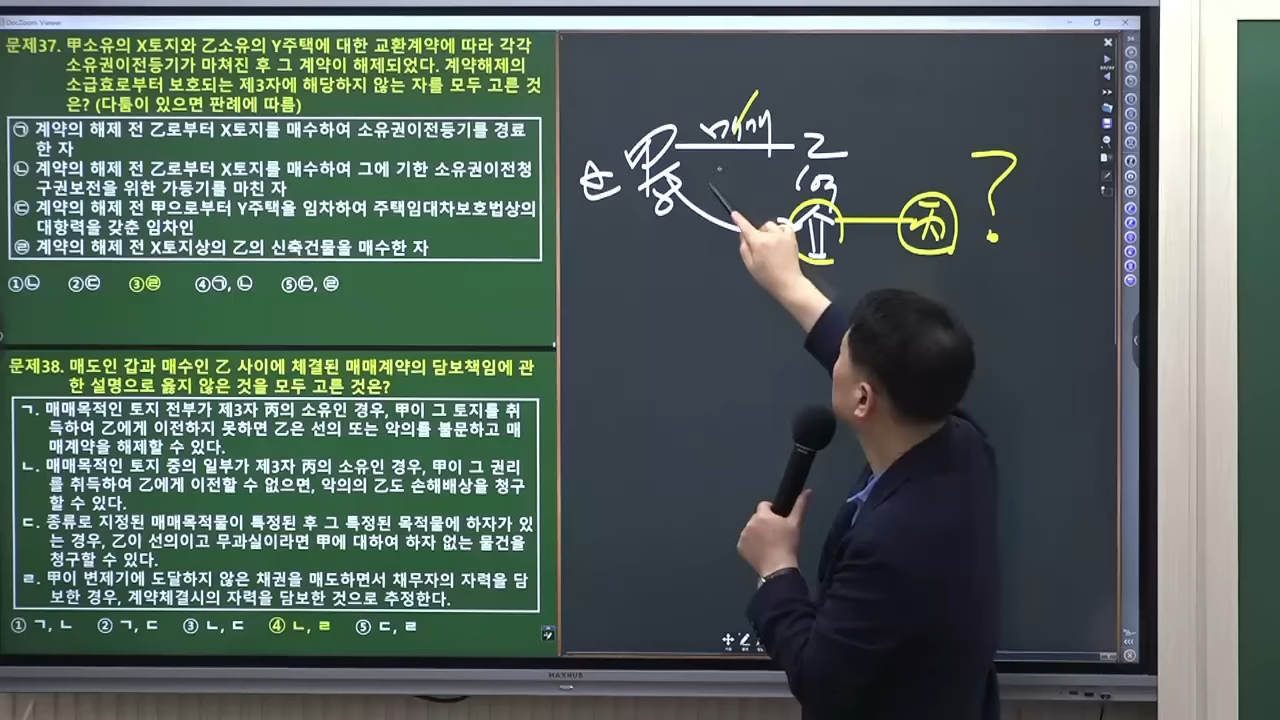 DocZoom Viewer
문제37. 甲소유의 X토지와 乙소유의 Y주택에 대한 교환계약에 따라 각각
소유권이전등기가 마쳐진 후 그 계약이 해제되었다. 계약해제의
소급효로부터 보호되는 제3자에 해당하지 않는 자를 모두 고른 것
은? (다툼이 있으면 판례에 따름)
㉠ 계약의 해제 전 乙로부터 X토지를 매수하여 소유권이전등기를 경료
한 자
㉡ 계약의 해제 전 乙로부터 X토지를 매수하여 그에 기한 소유권이전청
구권보전을 위한 가등기를 마친 자
㉢ 계약의 해제 전 甲으로부터 Y주택을 임차하여 주택임대차보호법상의
대항력을 갖춘 임차인
㉣ 계약의 해제 전 X토지상의 乙의 신축건물을 매수한 자
①㉡ ②㉢ ③㉣ ④㉠, ㉡ ⑤㉢, ㉣
문제38. 매도인 갑과 매수인 乙 사이에 체결된 매매계약의 담보책임에 관
한 설명으로 옳지 않은 것을 모두 고른 것은?
ㄱ. 매매목적인 토지 전부가 제3자 丙의 소유인 경우, 甲이 그 토지를 취
득하여 乙에게 이전하지 못하면 乙은 선의 또는 악의를 불문하고 매
매계약을 해제할 수 있다.
ㄴ. 매매목적인 토지 중의 일부가 제3자 丙의 소유인 경우, 甲이 그 권리
를 취득하여 乙에게 이전할 수 없으면, 악의의 乙도 손해배상을 청구
할 수 있다.
ㄷ. 종류로 지정된 매매목적물이 특정된 후 그 특정된 목적물에 하자가 있
는 경우, 乙이 선의이고 무과실이라면 甲에 대하여 하자 없는 물건을
청구할 수 있다.
ㄹ. 甲이 변제기에 도달하지 않은 채권을 매도하면서 채무자의 자력을 담
보한 경우, 계약체결시의 자력을 담보한 것으로 추정한다.
① ㄱ, ㄴ ② ㄱ, ㄷ ③ ㄴ, ㄷ ④ ㄴ, ㄹ ⑤ ㄷ, ㄹ
매매
甲 乙
1억
丙 ?
MAXHUB